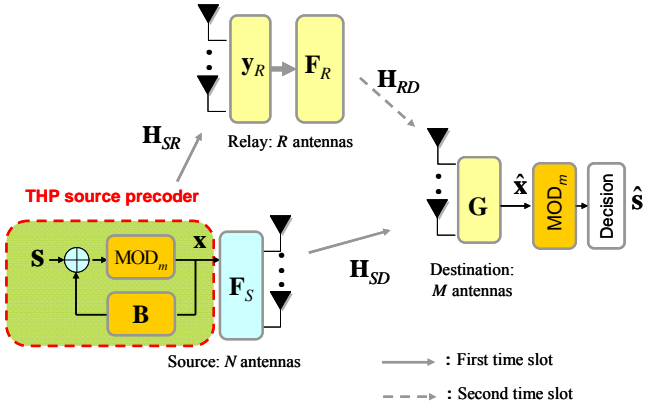 y_R
F_R
H_RD
H_SR
Relay: R antennas
THP source precoder
s
MOD_m
x
B
F_S
Source: N antennas
H_SD
G
x̂
MOD_m
Decision
ŝ
Destination:
M antennas
: First time slot
: Second time slot